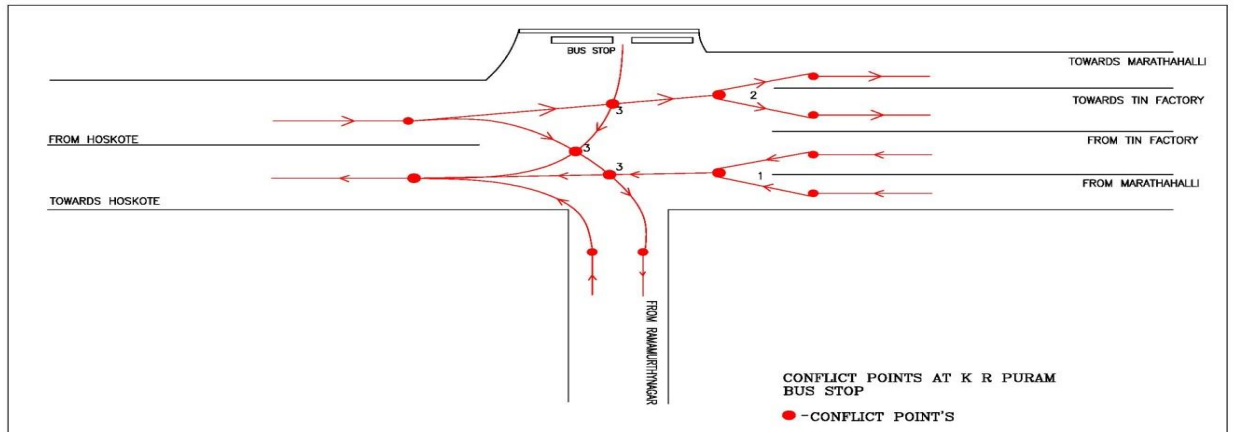 BUS STOP
TOWARDS MARATHAHALLI
2
TOWARDS TIN FACTORY
3
FROM HOSKOTE
3
FROM TIN FACTORY
3
1
FROM MARATHAHALLI
TOWARDS HOSKOTE
FROM RAMAMURTHYNAGAR
CONFLICT POINTS AT K R PURAM
BUS STOP
-CONFLICT POINT'S